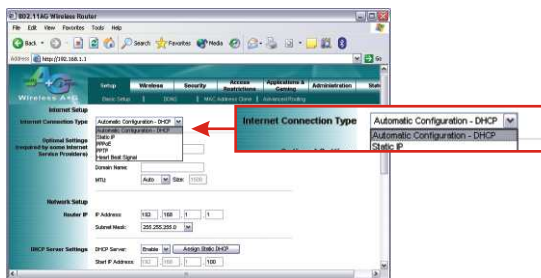 802.11AG Wireless Router
File Edit View Favorites Tools Help
Back Search Favorites Media
Address http://192.168.1.1 Go
A+G
Wireless A+G
Setup Wireless Security Access Restrictions Applications & Gaming Administration Stat
Basic Setup | DDNS | MAC Address Clone | Advanced Routing
Internet Setup
Internet Connection Type Automatic Configuration - DHCP
Automatic Configuration - DHCP
Static IP
PPPoE
PPTP
Heart Beat Signal
Optional Settings
(required by some Internet
Service Providers)
Domain Name:
MTU: Auto Size: 1500
Network Setup
Router IP IP Address: 192 . 168 . 1 . 1
Subnet Mask: 255.255.255.0
DHCP Server Settings DHCP Server: Enable Assign Static DHCP
Start IP Address: 192 . 168 . 1 . 100
Internet Connection Type Automatic Configuration - DHCP
Automatic Configuration - DHCP
Static IP